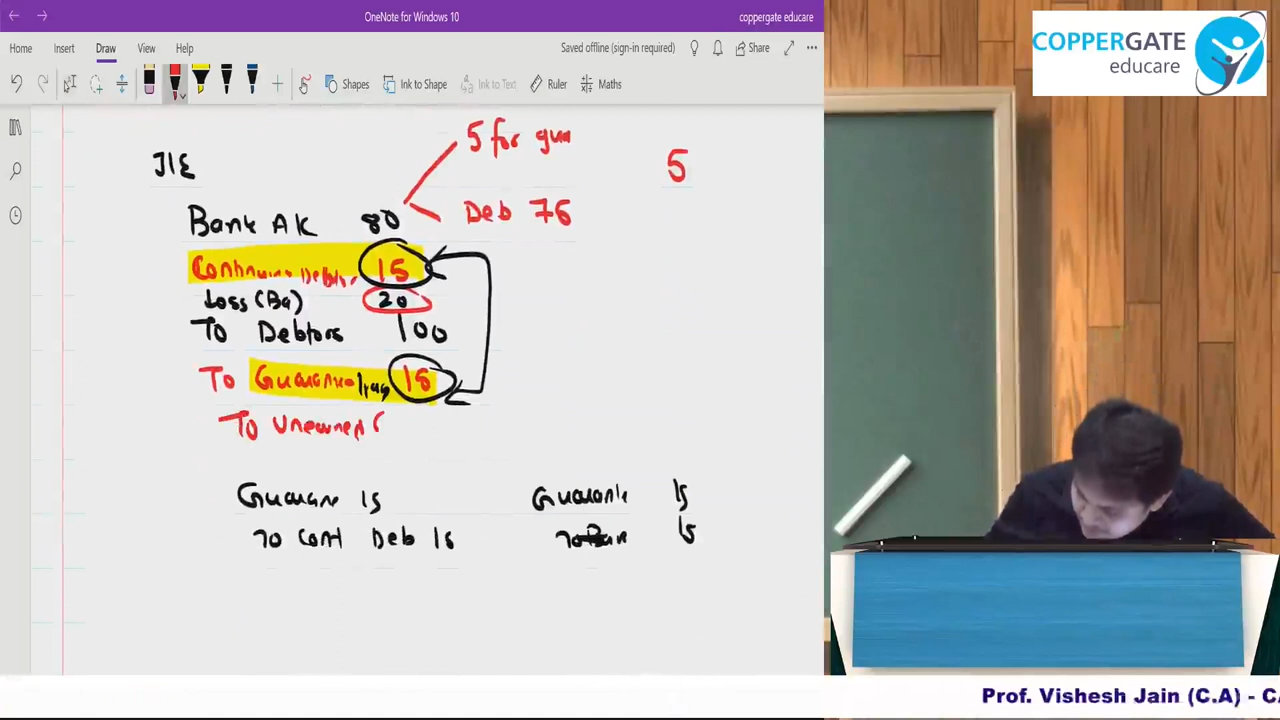 OneNote for Windows 10
coppergate educare
Home Insert Draw View Help
Saved offline (sign-in required)
Share
Shapes
Ink to Shape
Ink to Text
Ruler
Maths
COPPERGATE
educare
5 for gua
5
J/E
Deb 76
Bank A/c 80
15
Loss (Ba) 20
To Debtors 100
To 15
To Unearned
Guaran 15
Guarante 15
To Cont Deb 15
To 15
Prof. Vishesh Jain (C.A) - CA